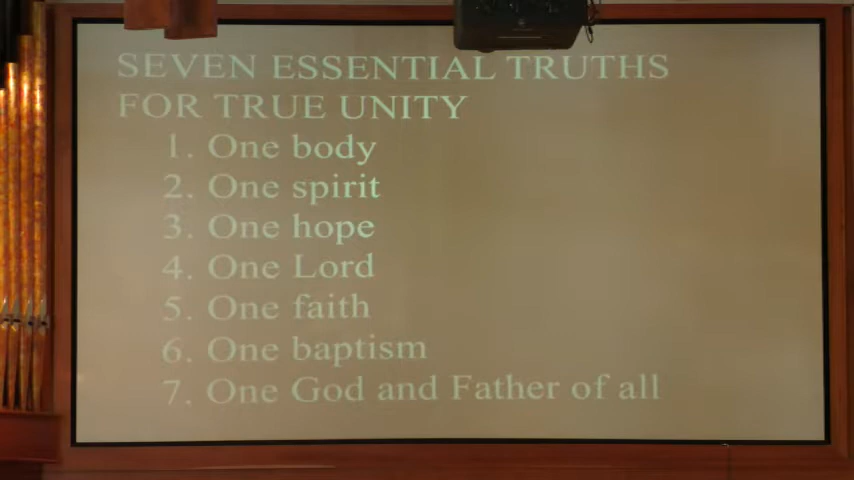 SEVEN ESSENTIAL TRUTHS
FOR TRUE UNITY
1. One body
2. One spirit
3. One hope
4. One Lord
5. One faith
6. One baptism
7. One God and Father of all